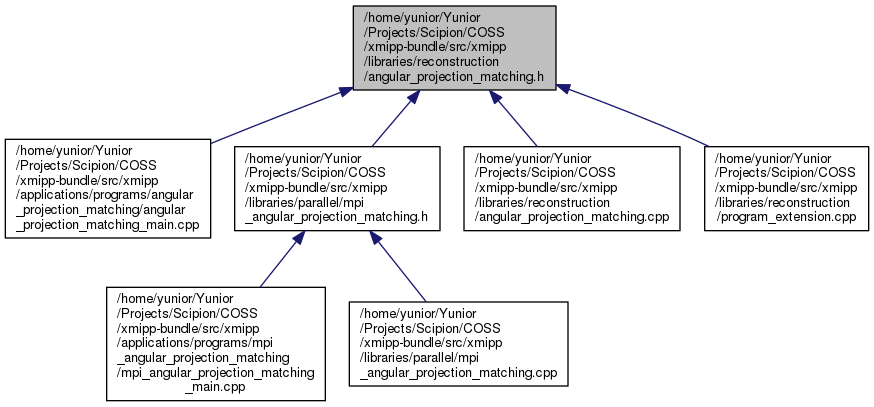 /home/yunior/Yunior
/Projects/Scipion/COSS
/xmipp-bundle/src/xmipp
/libraries/reconstruction
/angular_projection_matching.h
/home/yunior/Yunior
/Projects/Scipion/COSS
/xmipp-bundle/src/xmipp
/applications/programs/angular
_projection_matching/angular
_projection_matching_main.cpp
/home/yunior/Yunior
/Projects/Scipion/COSS
/xmipp-bundle/src/xmipp
/libraries/parallel/mpi
_angular_projection_matching.h
/home/yunior/Yunior
/Projects/Scipion/COSS
/xmipp-bundle/src/xmipp
/libraries/reconstruction
/angular_projection_matching.cpp
/home/yunior/Yunior
/Projects/Scipion/COSS
/xmipp-bundle/src/xmipp
/libraries/reconstruction
/program_extension.cpp
/home/yunior/Yunior
/Projects/Scipion/COSS
/xmipp-bundle/src/xmipp
/applications/programs/mpi
_angular_projection_matching
/mpi_angular_projection_matching
_main.cpp
/home/yunior/Yunior
/Projects/Scipion/COSS
/xmipp-bundle/src/xmipp
/libraries/parallel/mpi
_angular_projection_matching.cpp